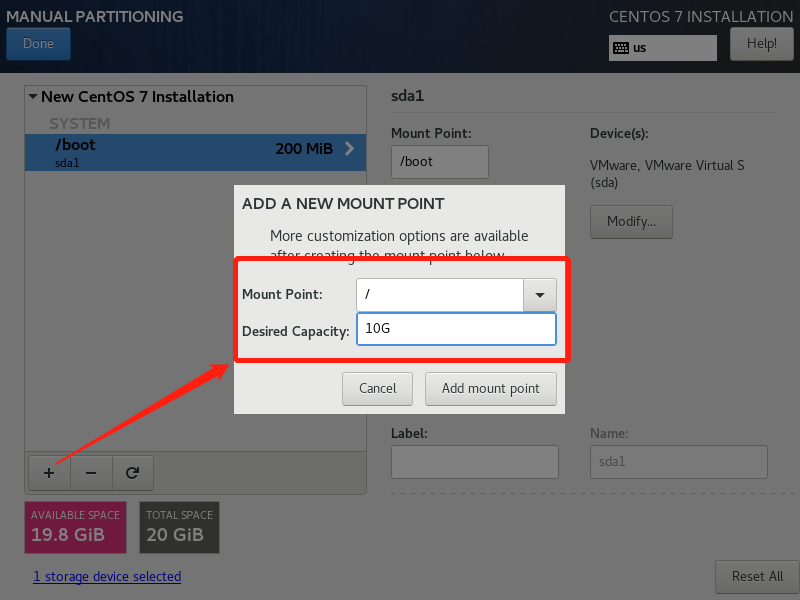 MANUAL PARTITIONING
CENTOS 7 INSTALLATION
Done
us
Help!
New CentOS 7 Installation
SYSTEM
/boot
200 MiB
sda1
sda1
Mount Point:
/boot
Device(s):
VMware, VMware Virtual S
(sda)
Modify...
ADD A NEW MOUNT POINT
More customization options are available
after creating the mount point below.
Mount Point:
/
Desired Capacity:
10G
Cancel
Add mount point
Label:
Name:
sda1
+
−
AVAILABLE SPACE
19.8 GiB
TOTAL SPACE
20 GiB
1 storage device selected
Reset All